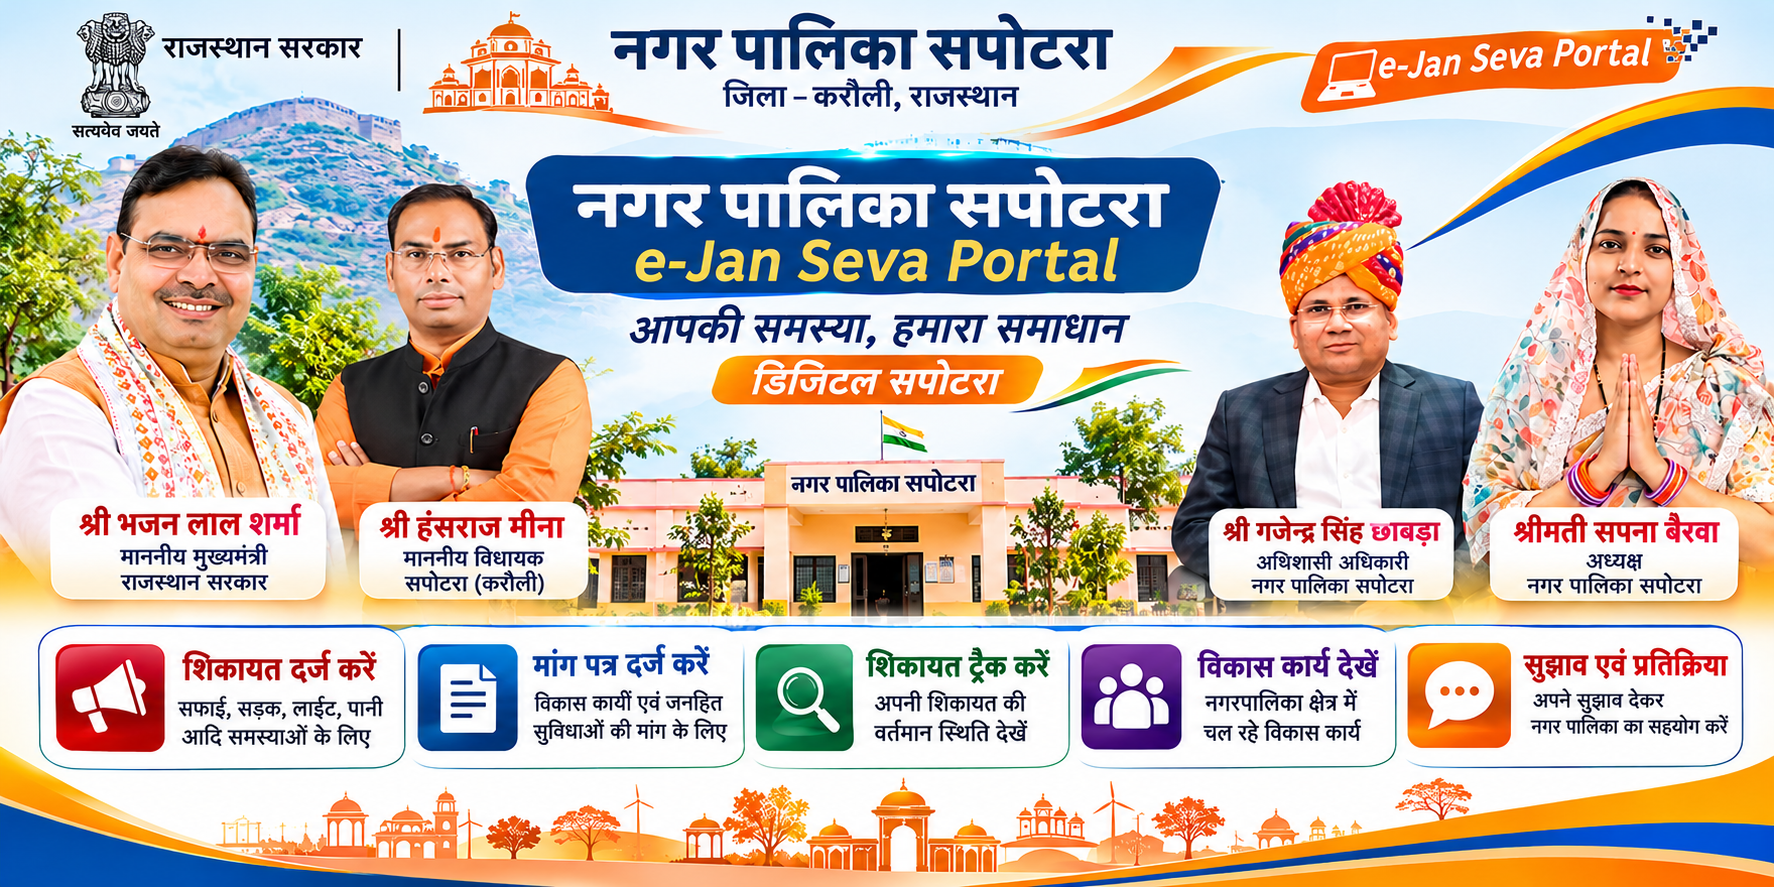 राजस्थान सरकार
सत्यमेव जयते
नगर पालिका सपोटरा
जिला – करौली, राजस्थान
e-Jan Seva Portal
नगर पालिका सपोटरा
e-Jan Seva Portal
आपकी समस्या, हमारा समाधान
डिजिटल सपोटरा
नगर पालिका सपोटरा
श्री भजन लाल शर्मा
माननीय मुख्यमंत्री
राजस्थान सरकार
श्री हंसराज मीना
माननीय विधायक
सपोटरा (करौली)
श्री गजेन्द्र सिंह छाबड़ा
अधिशासी अधिकारी
नगर पालिका सपोटरा
श्रीमती सपना बैरवा
अध्यक्ष
नगर पालिका सपोटरा
शिकायत दर्ज करें
सफाई, सड़क, लाईट, पानी
आदि समस्याओं के लिए
मांग पत्र दर्ज करें
विकास कार्यों एवं जनहित
सुविधाओं की मांग के लिए
शिकायत ट्रैक करें
अपनी शिकायत की
वर्तमान स्थिति देखें
विकास कार्य देखें
नगरपालिका क्षेत्र में
चल रहे विकास कार्य
सुझाव एवं प्रतिक्रिया
अपने सुझाव देकर
नगर पालिका का सहयोग करें